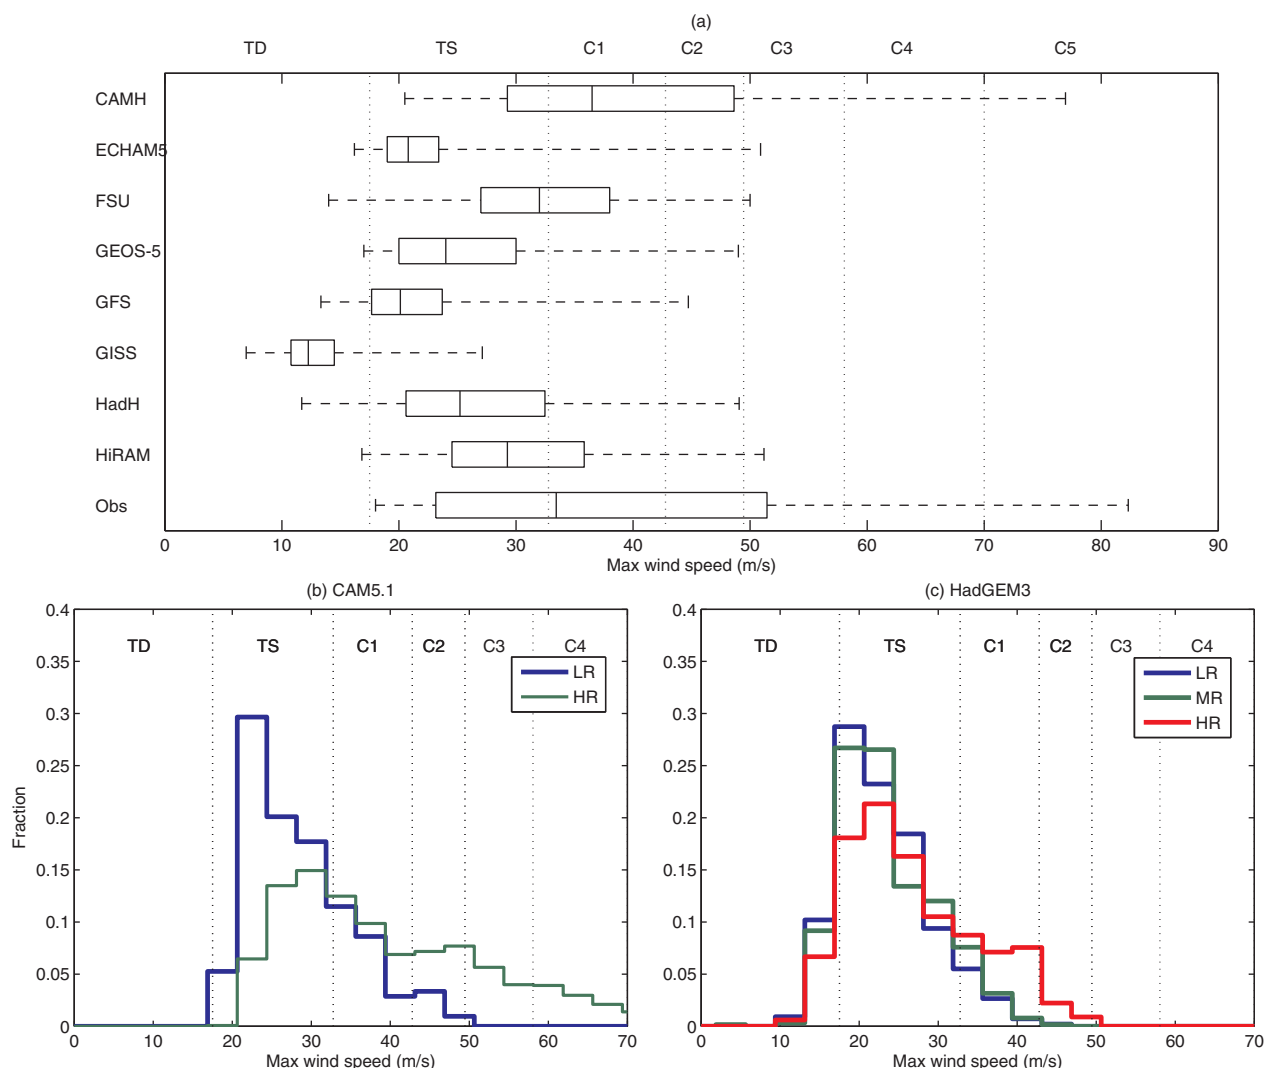 (a)
TD TS C1 C2 C3 C4 C5
CAMH
ECHAM5
FSU
GEOS-5
GFS
GISS
HadH
HiRAM
Obs
0 10 20 30 40 50 60 70 80 90
Max wind speed (m/s)
(b) CAM5.1
0.4
0.35
0.3
0.25
0.2
0.15
0.1
0.05
0
Fraction
TD TS C1 C2 C3 C4
LR
HR
0 10 20 30 40 50 60 70
Max wind speed (m/s)
(c) HadGEM3
0.4
0.35
0.3
0.25
0.2
0.15
0.1
0.05
0
TD TS C1 C2 C3 C4
LR
MR
HR
0 10 20 30 40 50 60 70
Max wind speed (m/s)